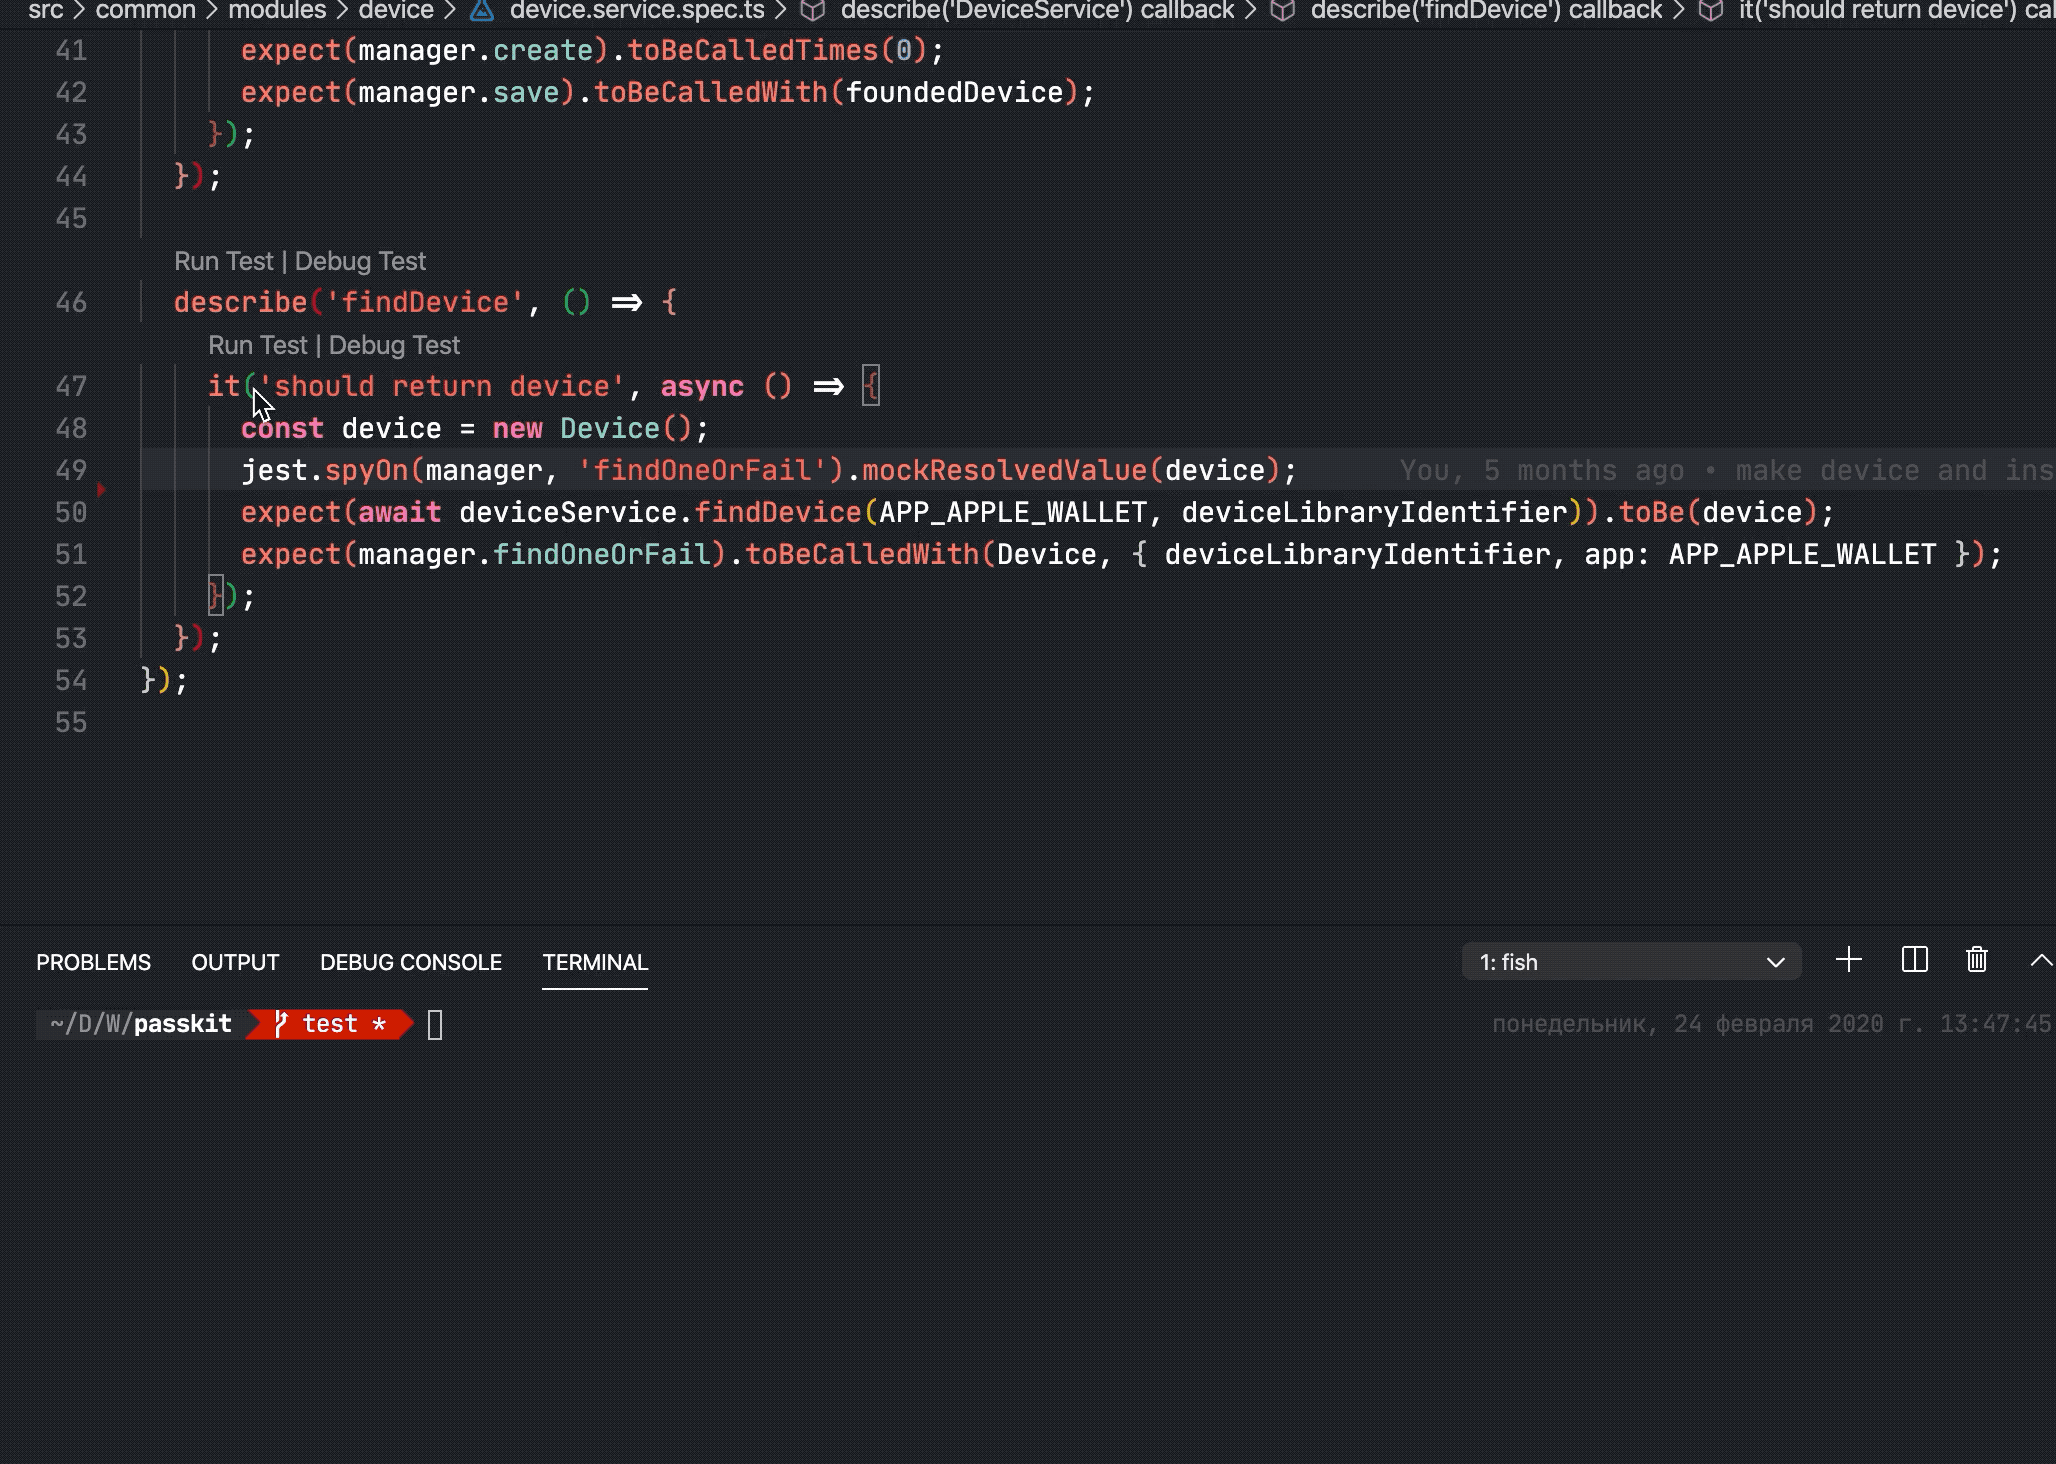 src > common > modules > device > device.service.spec.ts > describe('DeviceService') callback > describe('findDevice') callback > it('should return device') cal
41 expect(manager.create).toBeCalledTimes(0);
42 expect(manager.save).toBeCalledWith(foundedDevice);
43 });
44 });
45
Run Test | Debug Test
46 describe('findDevice', () => {
Run Test | Debug Test
47 it('should return device', async () => {
48 const device = new Device();
49 jest.spyOn(manager, 'findOneOrFail').mockResolvedValue(device); You, 5 months ago • make device and ins
50 expect(await deviceService.findDevice(APP_APPLE_WALLET, deviceLibraryIdentifier)).toBe(device);
51 expect(manager.findOneOrFail).toBeCalledWith(Device, { deviceLibraryIdentifier, app: APP_APPLE_WALLET });
52 });
53 });
54 });
55
PROBLEMS OUTPUT DEBUG CONSOLE TERMINAL 1: fish
~/D/W/passkit test * понедельник, 24 февраля 2020 г. 13:47:45